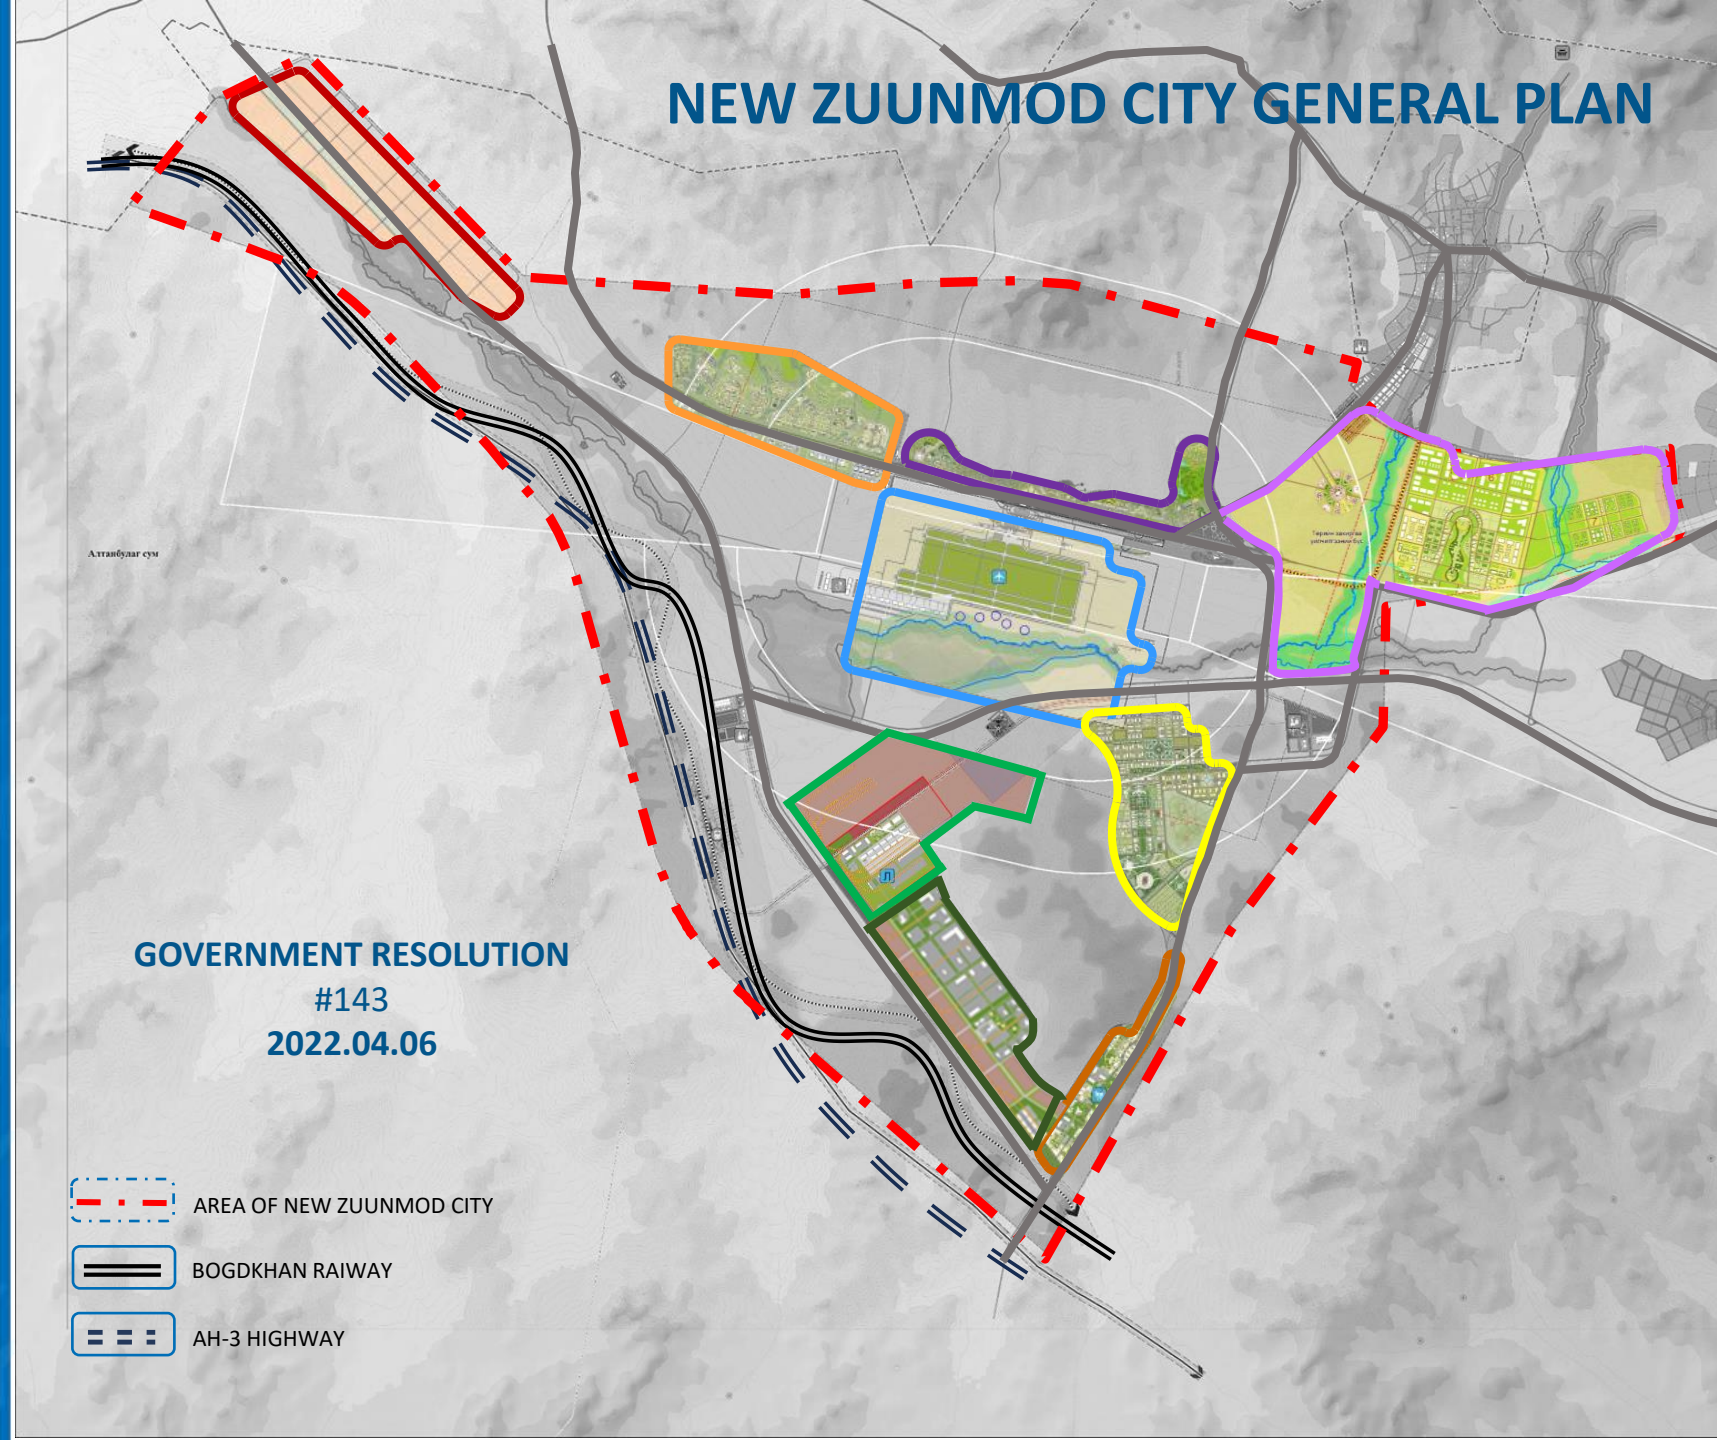 NEW ZUUNMOD CITY GENERAL PLAN
Алтанбулаг сум
GOVERNMENT RESOLUTION
#143
2022.04.06
AREA OF NEW ZUUNMOD CITY
BOGDKHAN RAIWAY
AH-3 HIGHWAY